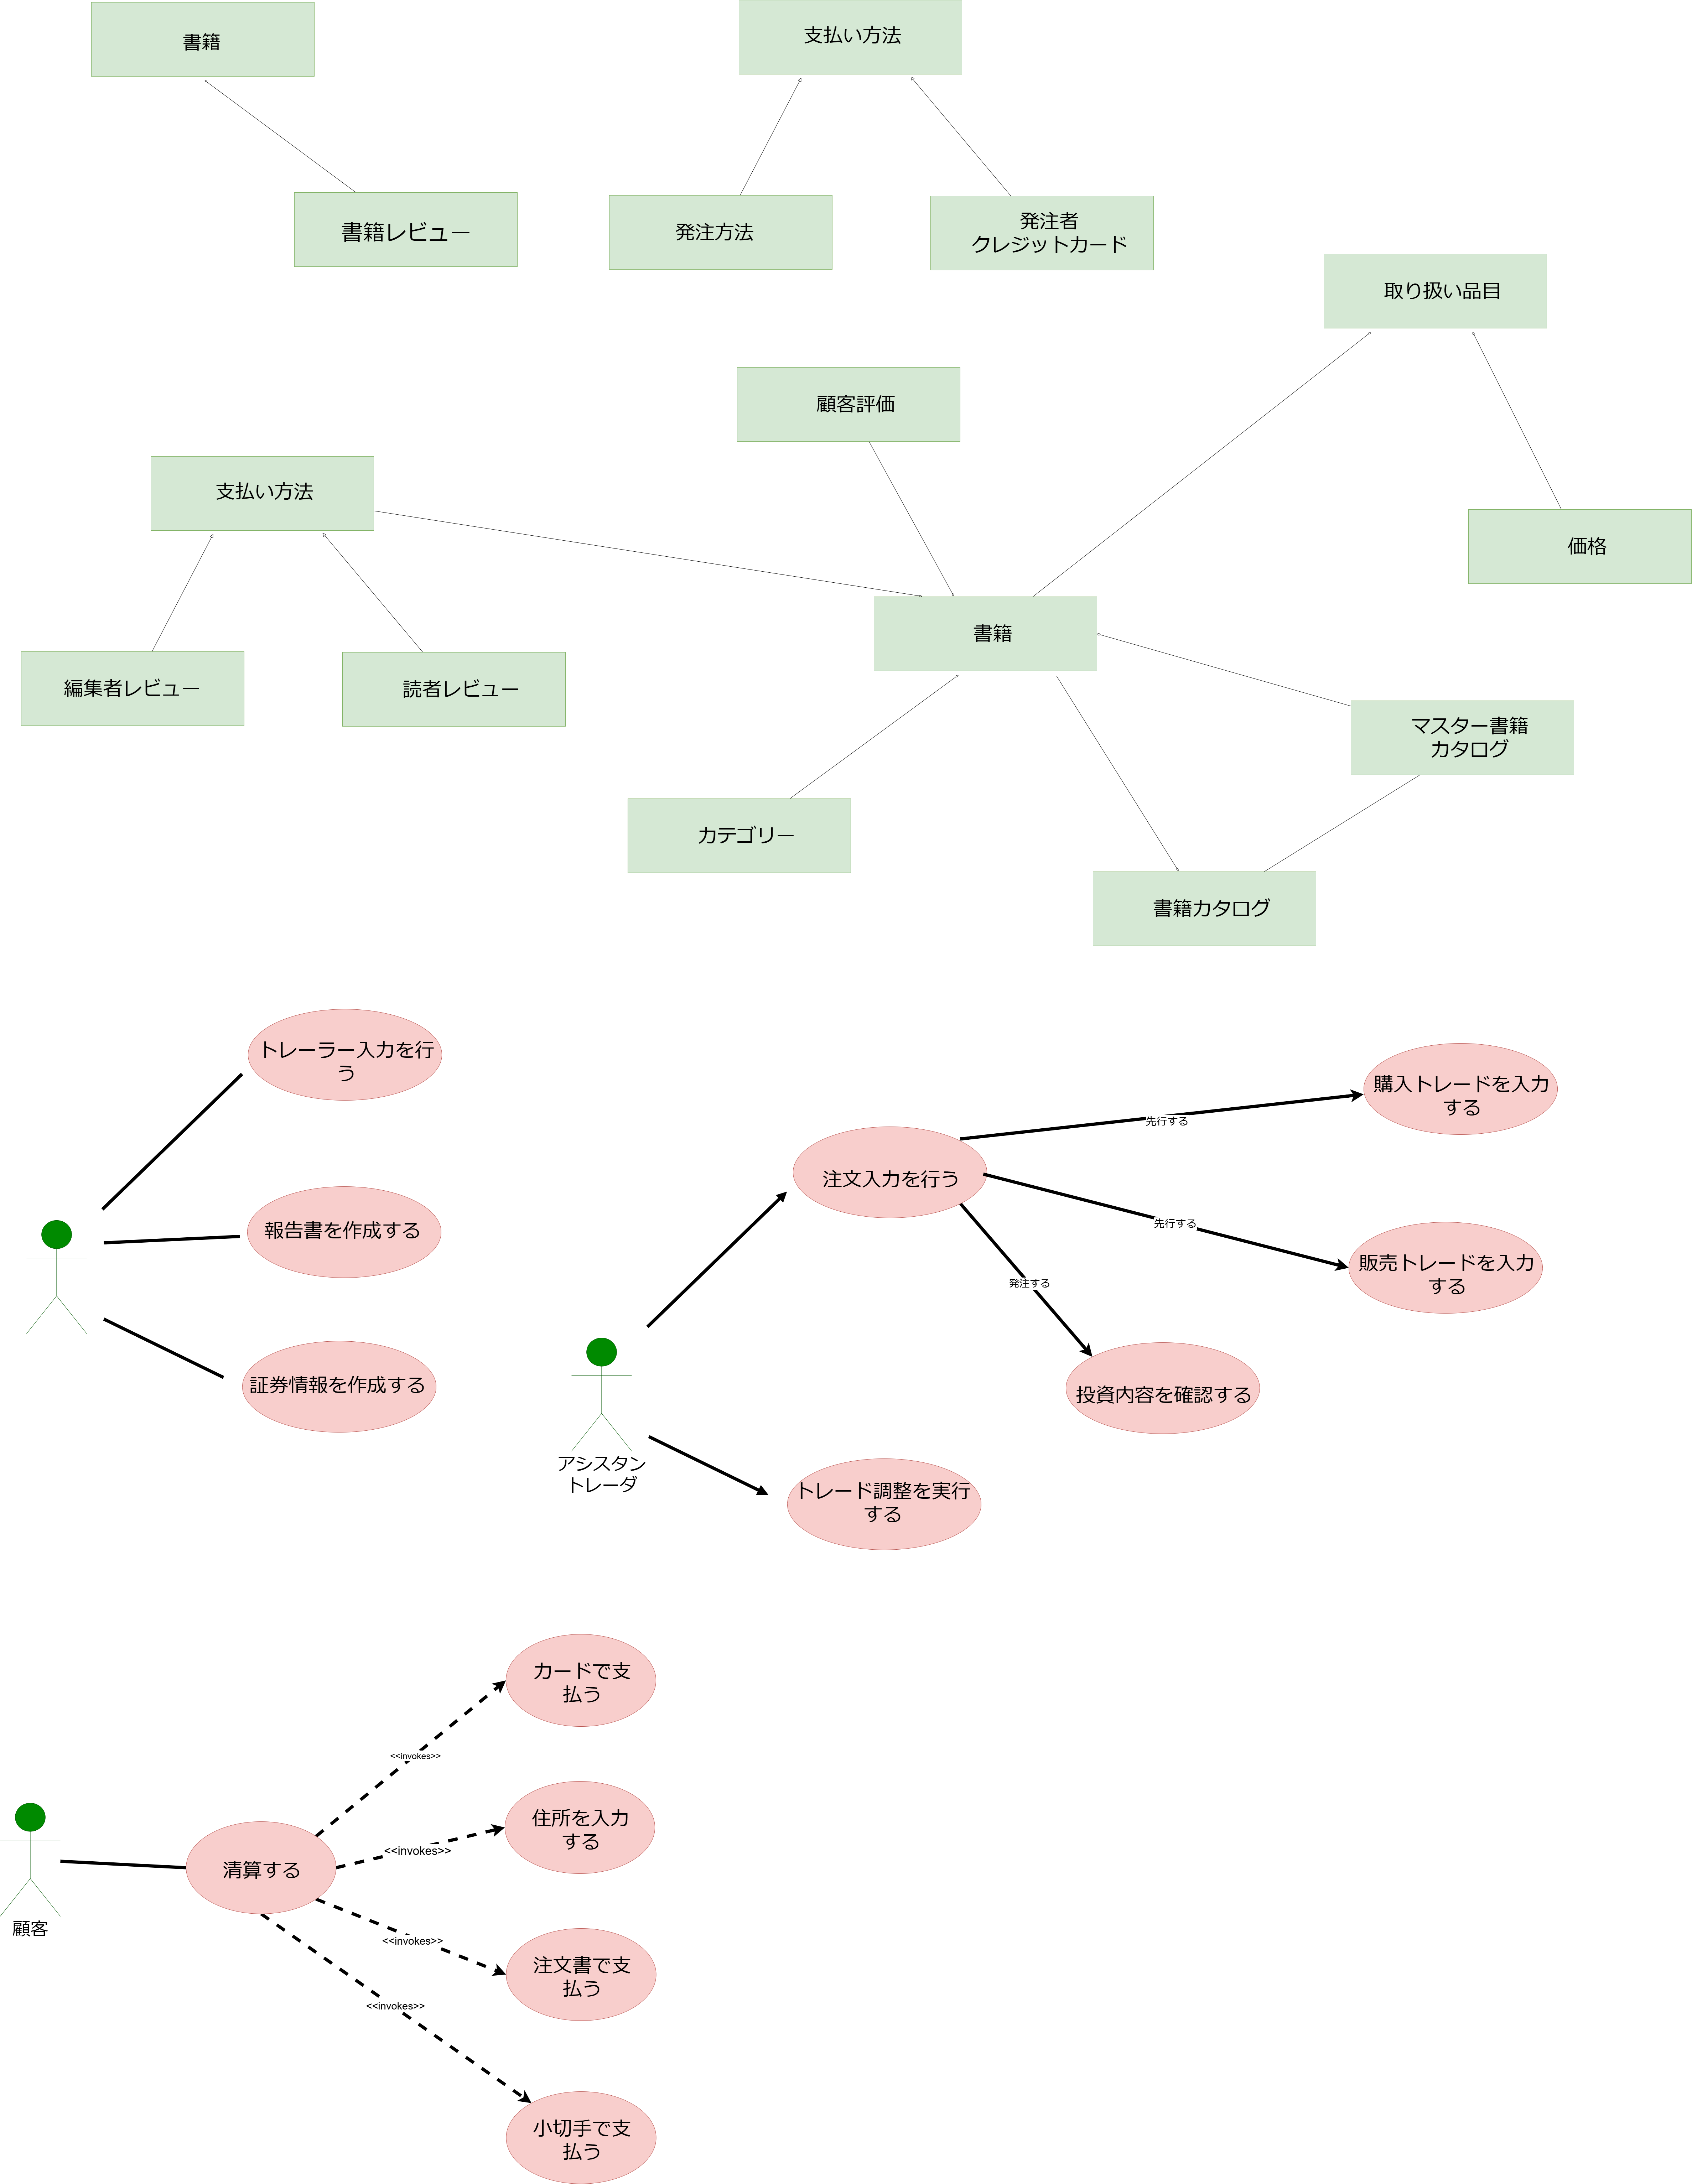 書籍
支払い方法
書籍レビュー
発注方法
発注者
クレジットカード
取り扱い品目
顧客評価
支払い方法
価格
書籍
編集者レビュー
読者レビュー
マスター書籍
カタログ
カテゴリー
書籍カタログ
トレーラー入力を行
う
報告書を作成する
証券情報を作成する
購入トレードを入力
する
先行する
注文入力を行う
先行する
販売トレードを入力
する
発注する
投資内容を確認する
アシスタン
トレーダ
トレード調整を実行
する
カードで支
払う
<<invokes>>
住所を入力
する
<<invokes>>
清算する
顧客
<<invokes>>
注文書で支
払う
<<invokes>>
小切手で支
払う